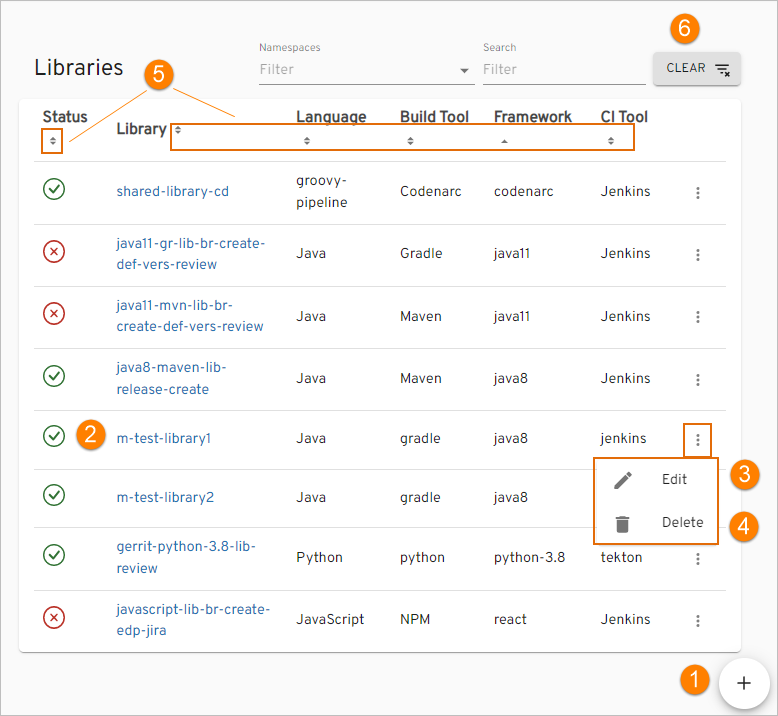 6
Namespaces
Search
Libraries
Filter
Filter
CLEAR
5
Status
Library
Language
Build Tool
Framework
CI Tool
shared-library-cd
groovy-
pipeline
Codenarc
codenarc
Jenkins
java11-gr-lib-br-create-
def-vers-review
Java
Gradle
java11
Jenkins
java11-mvn-lib-br-
create-def-vers-review
Java
Maven
java11
Jenkins
java8-maven-lib-
release-create
Java
Maven
java8
Jenkins
2
m-test-library1
Java
gradle
java8
jenkins
Edit
3
m-test-library2
Java
gradle
java8
Delete
4
gerrit-python-3.8-lib-
review
Python
python
python-3.8
tekton
javascript-lib-br-create-
edp-jira
JavaScript
NPM
react
Jenkins
1
+